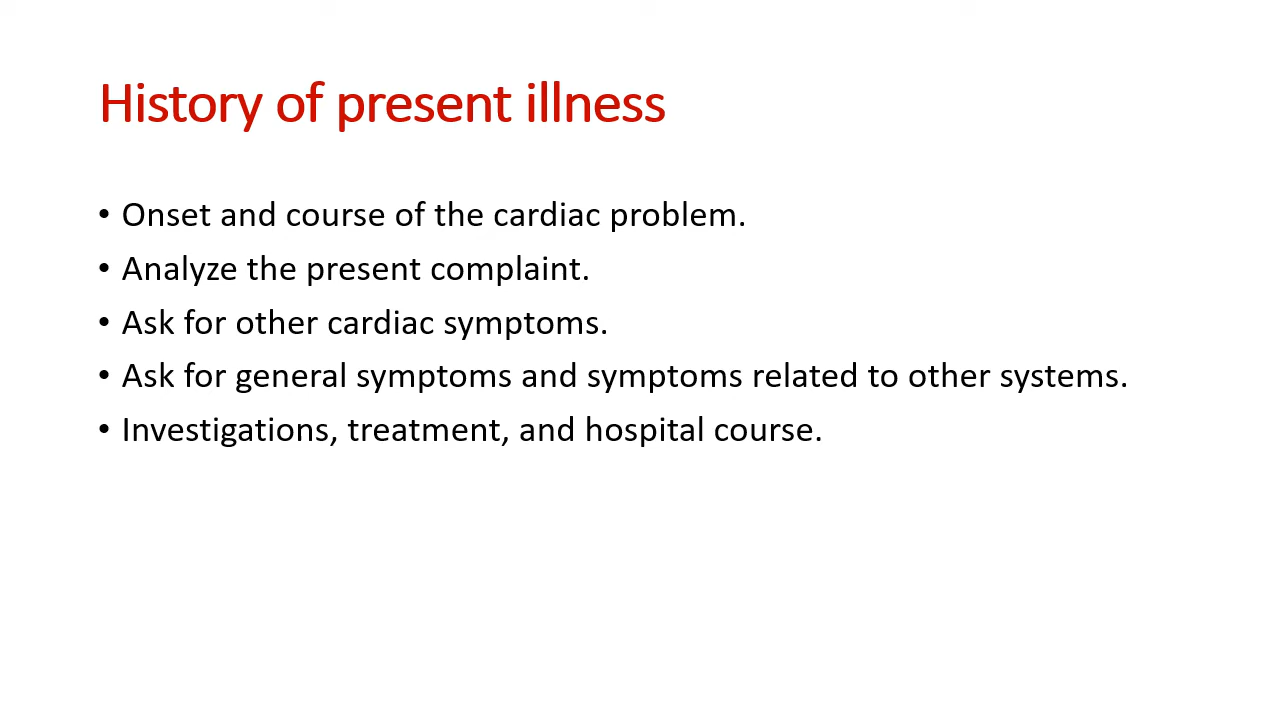 History of present illness
• Onset and course of the cardiac problem.
• Analyze the present complaint.
• Ask for other cardiac symptoms.
• Ask for general symptoms and symptoms related to other systems.
• Investigations, treatment, and hospital course.